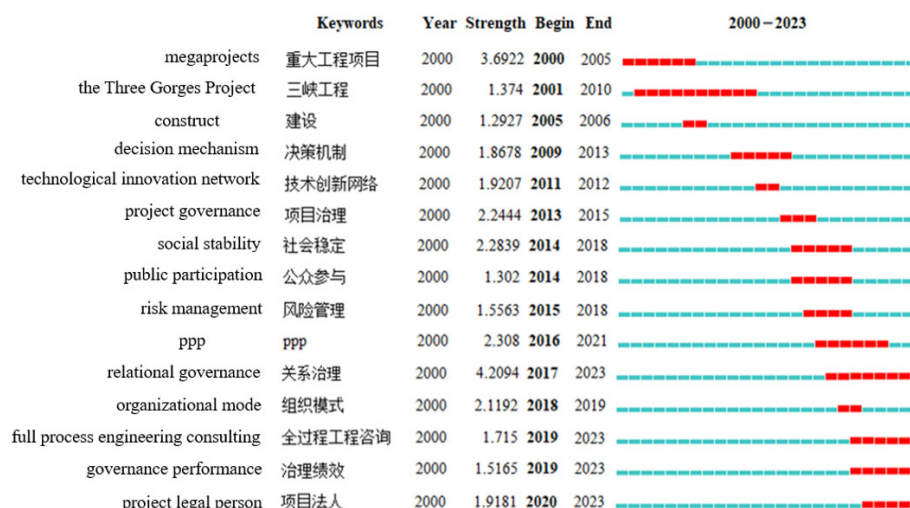 Keywords Year Strength Begin End 2000–2023
megaprojects 重大工程项目 2000 3.6922 2000 2005
the Three Gorges Project 三峡工程 2000 1.374 2001 2010
construct 建设 2000 1.2927 2005 2006
decision mechanism 决策机制 2000 1.8678 2009 2013
technological innovation network 技术创新网络 2000 1.9207 2011 2012
project governance 项目治理 2000 2.2444 2013 2015
social stability 社会稳定 2000 2.2839 2014 2018
public participation 公众参与 2000 1.302 2014 2018
risk management 风险管理 2000 1.5563 2015 2018
ppp ppp 2000 2.308 2016 2021
relational governance 关系治理 2000 4.2094 2017 2023
organizational mode 组织模式 2000 2.1192 2018 2019
full process engineering consulting 全过程工程咨询 2000 1.715 2019 2023
governance performance 治理绩效 2000 1.5165 2019 2023
project legal person 项目法人 2000 1.9181 2020 2023